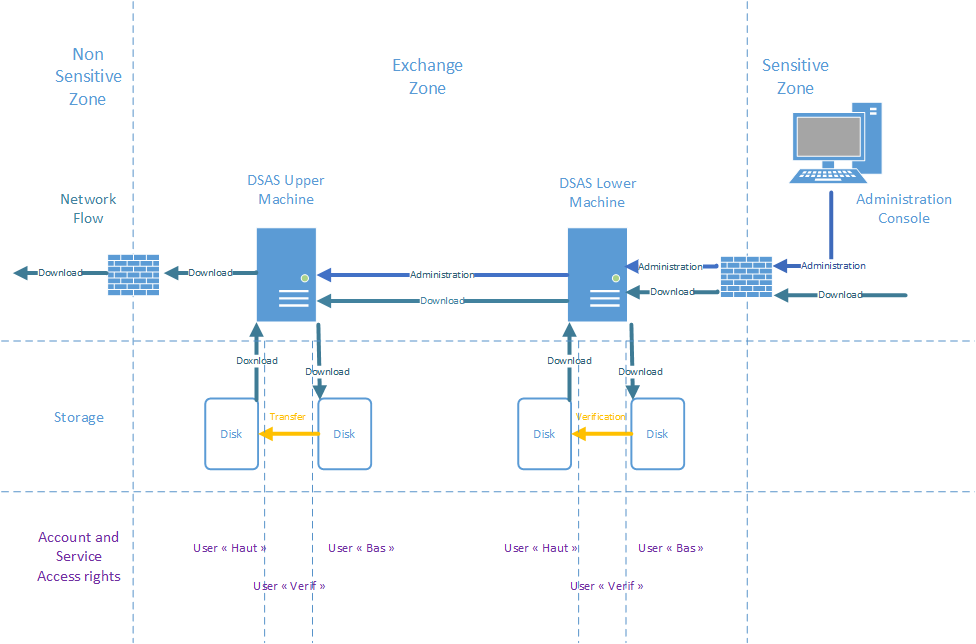 Non
Sensitive
Zone
Exchange
Zone
Sensitive
Zone
DSAS Upper
Machine
DSAS Lower
Machine
Network
Flow
Administration
Console
Download
Download
Administration
Download
Administration
Download
Administration
Download
Doxnload
Download
Download
Download
Storage
Disk
Transfer
Disk
Disk
Verification
Disk
Account and
Service
Access rights
User « Haut »
User « Bas »
User « Verif »
User « Haut »
User « Bas »
User « Verif »